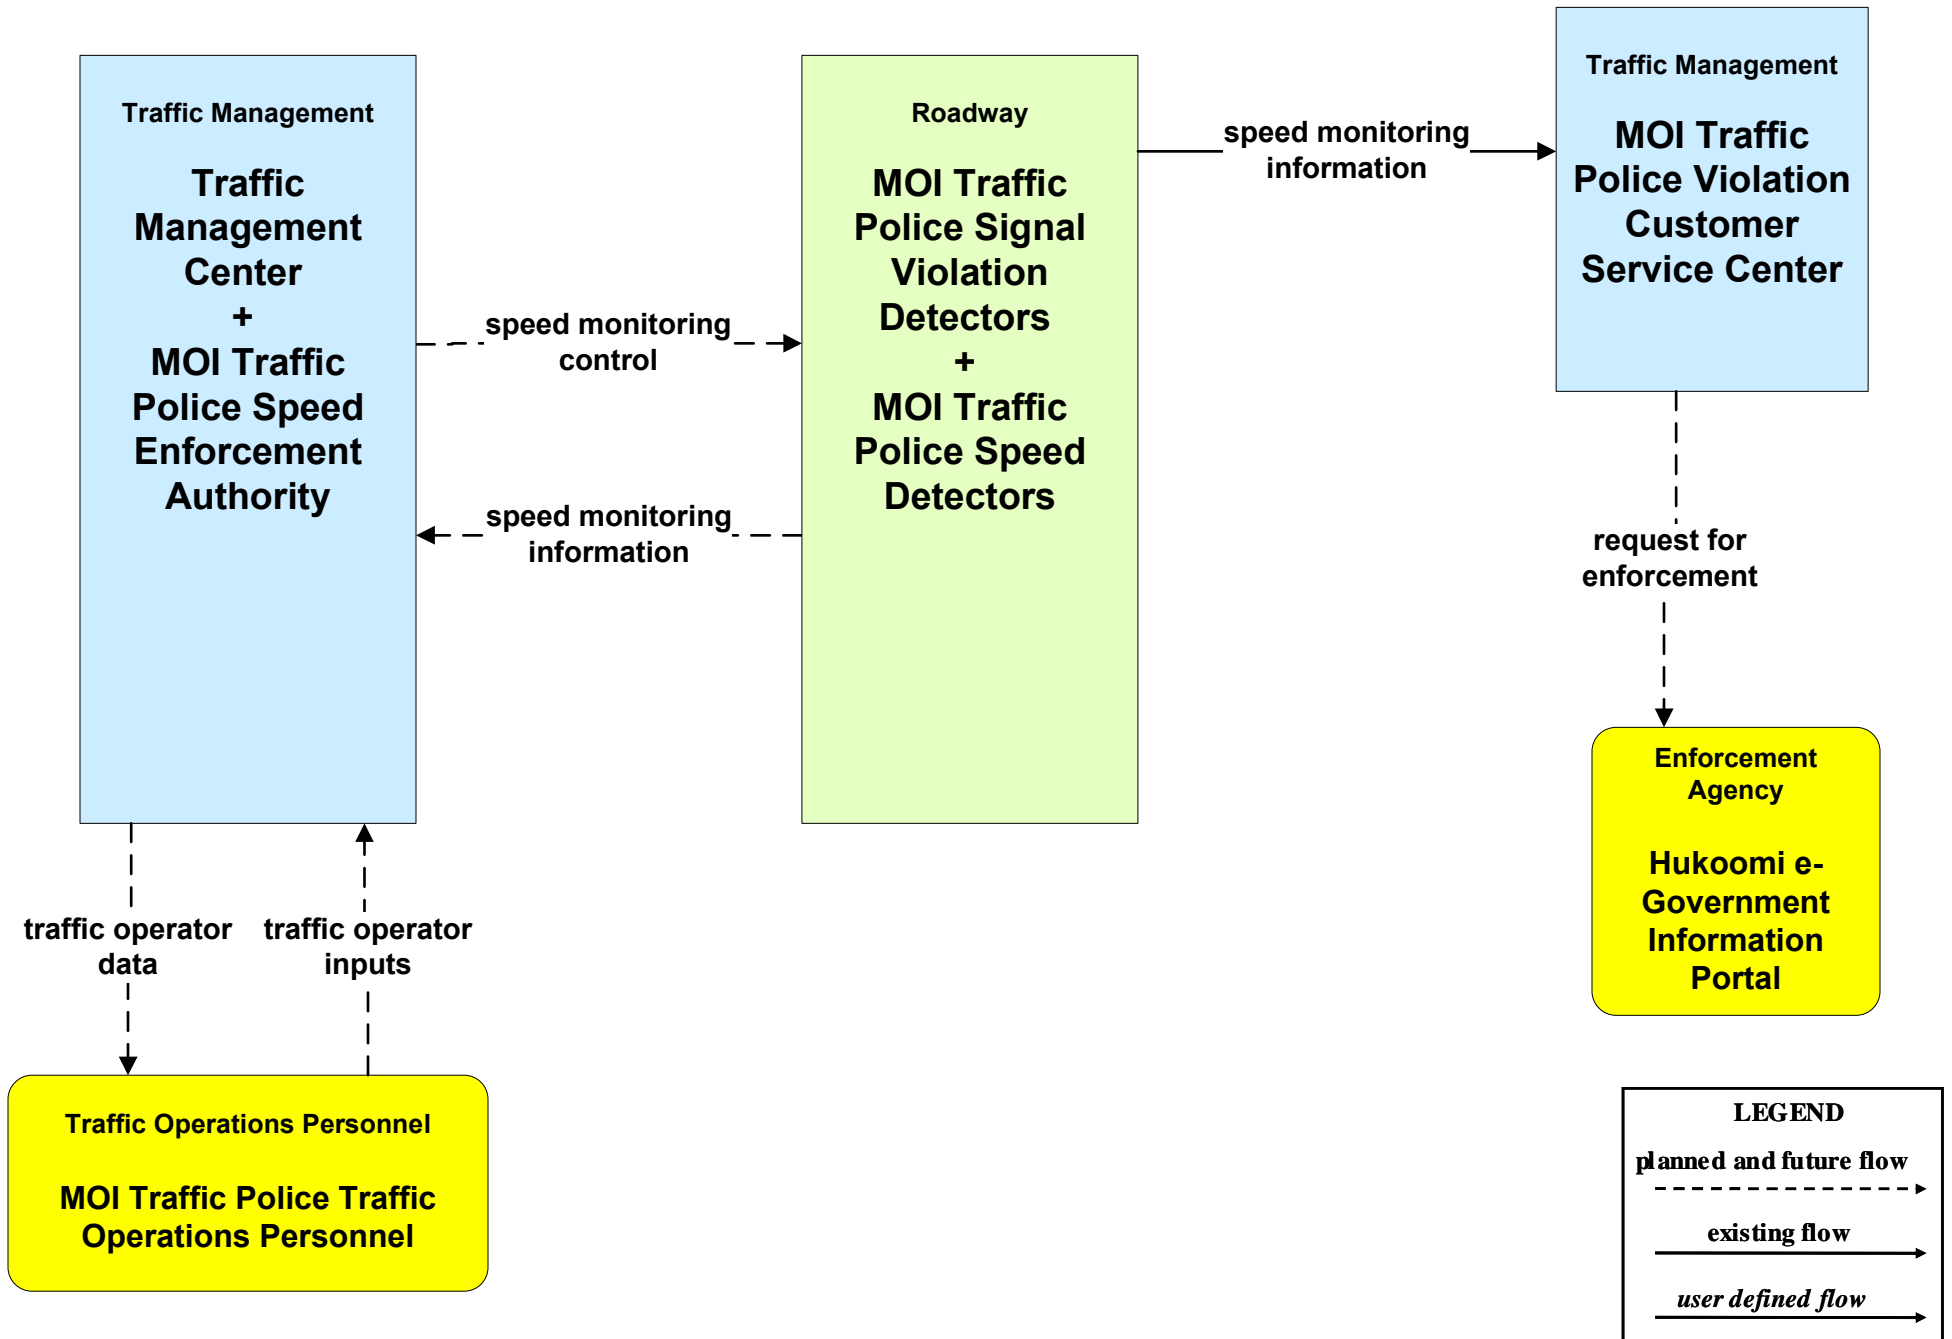 Traffic Management
Traffic
Management
Center
+
MOI Traffic
Police Speed
Enforcement
Authority
speed monitoring
control
speed monitoring
information
Roadway
MOI Traffic
Police Signal
Violation
Detectors
+
MOI Traffic
Police Speed
Detectors
speed monitoring
information
Traffic Management
MOI Traffic
Police Violation
Customer
Service Center
request for
enforcement
Enforcement
Agency
Hukoomi e-
Government
Information
Portal
traffic operator
data
traffic operator
inputs
Traffic Operations Personnel
MOI Traffic Police Traffic
Operations Personnel
LEGEND
planned and future flow
existing flow
user defined flow